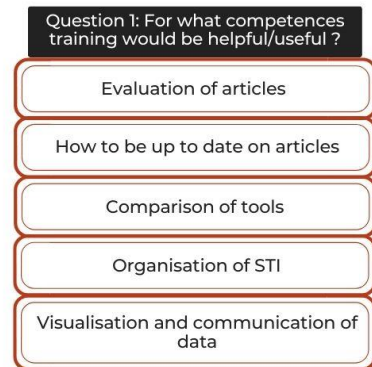 Question 1: For what competences
training would be helpful/useful ?
Evaluation of articles
How to be up to date on articles
Comparison of tools
Organisation of STI
Visualisation and communication of
data